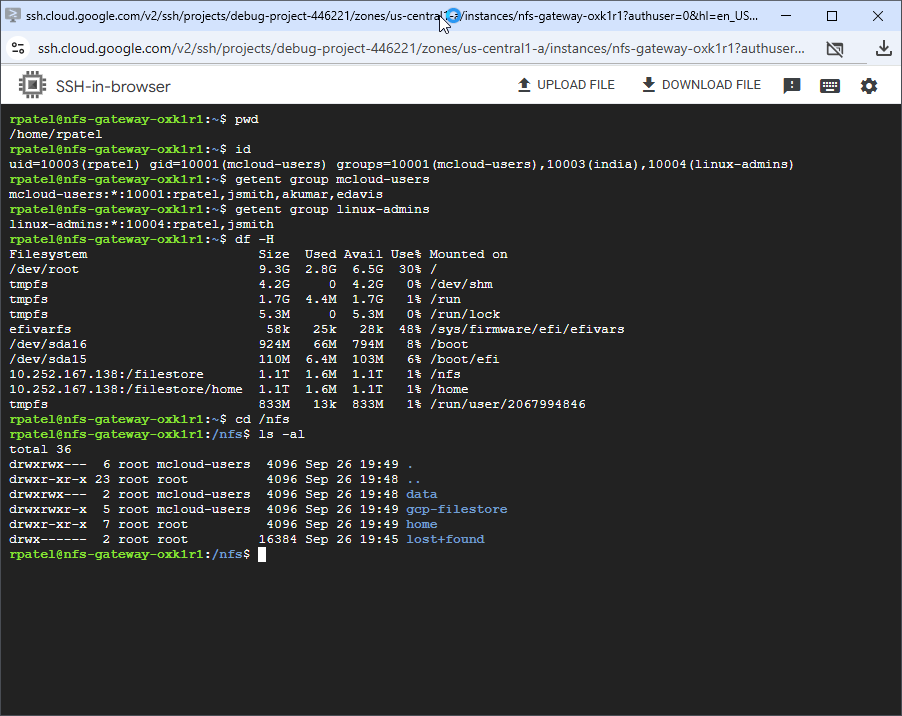 ssh.cloud.google.com/v2/ssh/projects/debug-project-446221/zones/us-central1-a/instances/nfs-gateway-oxk1r1?authuser=0&hl=en_US...
ssh.cloud.google.com/v2/ssh/projects/debug-project-446221/zones/us-central1-a/instances/nfs-gateway-oxk1r1?authuser...
SSH-in-browser UPLOAD FILE DOWNLOAD FILE
rpatel@nfs-gateway-oxk1r1:~$ pwd
/home/rpatel
rpatel@nfs-gateway-oxk1r1:~$ id
uid=10003(rpatel) gid=10001(mcloud-users) groups=10001(mcloud-users),10003(india),10004(linux-admins)
rpatel@nfs-gateway-oxk1r1:~$ getent group mcloud-users
mcloud-users:*:10001:rpatel,jsmith,akumar,edavis
rpatel@nfs-gateway-oxk1r1:~$ getent group linux-admins
linux-admins:*:10004:rpatel,jsmith
rpatel@nfs-gateway-oxk1r1:~$ df -H
Filesystem                      Size  Used Avail Use% Mounted on
/dev/root                       9.3G  2.8G  6.5G  30% /
tmpfs                           4.2G     0  4.2G   0% /dev/shm
tmpfs                           1.7G  4.4M  1.7G   1% /run
tmpfs                           5.3M     0  5.3M   0% /run/lock
efivarfs                         58k   25k   28k  48% /sys/firmware/efi/efivars
/dev/sda16                      924M   66M  794M   8% /boot
/dev/sda15                      110M  6.4M  103M   6% /boot/efi
10.252.167.138:/filestore       1.1T  1.6M  1.1T   1% /nfs
10.252.167.138:/filestore/home  1.1T  1.6M  1.1T   1% /home
tmpfs                           833M   13k  833M   1% /run/user/2067994846
rpatel@nfs-gateway-oxk1r1:~$ cd /nfs
rpatel@nfs-gateway-oxk1r1:/nfs$ ls -al
total 36
drwxrwx---  6 root mcloud-users  4096 Sep 26 19:49 .
drwxr-xr-x 23 root root          4096 Sep 26 19:48 ..
drwxrwx---  2 root mcloud-users  4096 Sep 26 19:48 data
drwxrwxr-x  5 root mcloud-users  4096 Sep 26 19:49 gcp-filestore
drwxr-xr-x  7 root root          4096 Sep 26 19:49 home
drwx------  2 root root         16384 Sep 26 19:45 lost+found
rpatel@nfs-gateway-oxk1r1:/nfs$